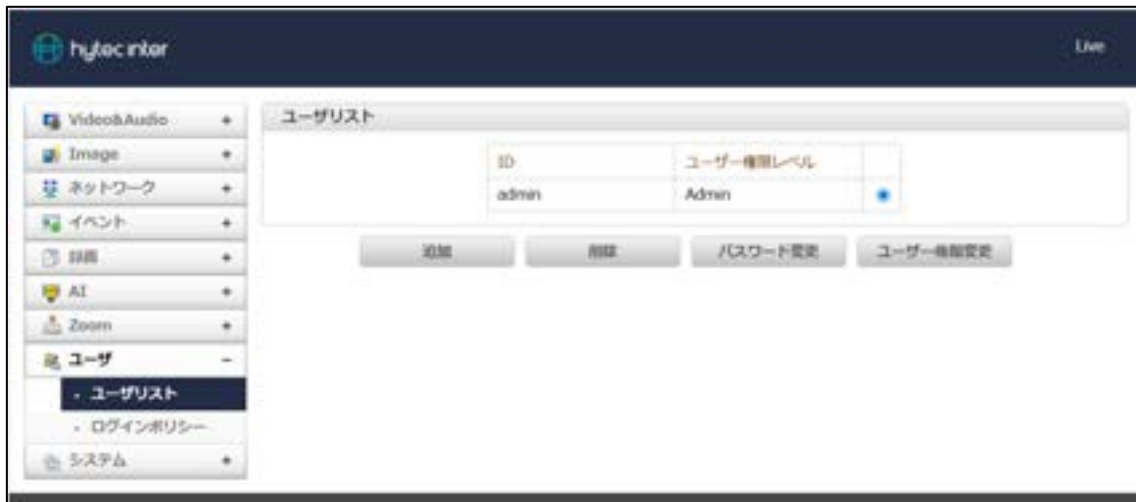 hytec inter
Live
Video&Audio +
Image +
ネットワーク +
イベント +
録画 +
AI +
Zoom +
ユーザ -
・ユーザリスト
・ログインポリシー
システム +
ユーザリスト
ID ユーザー権限レベル
admin Admin
追加 削除 パスワード変更 ユーザー権限変更